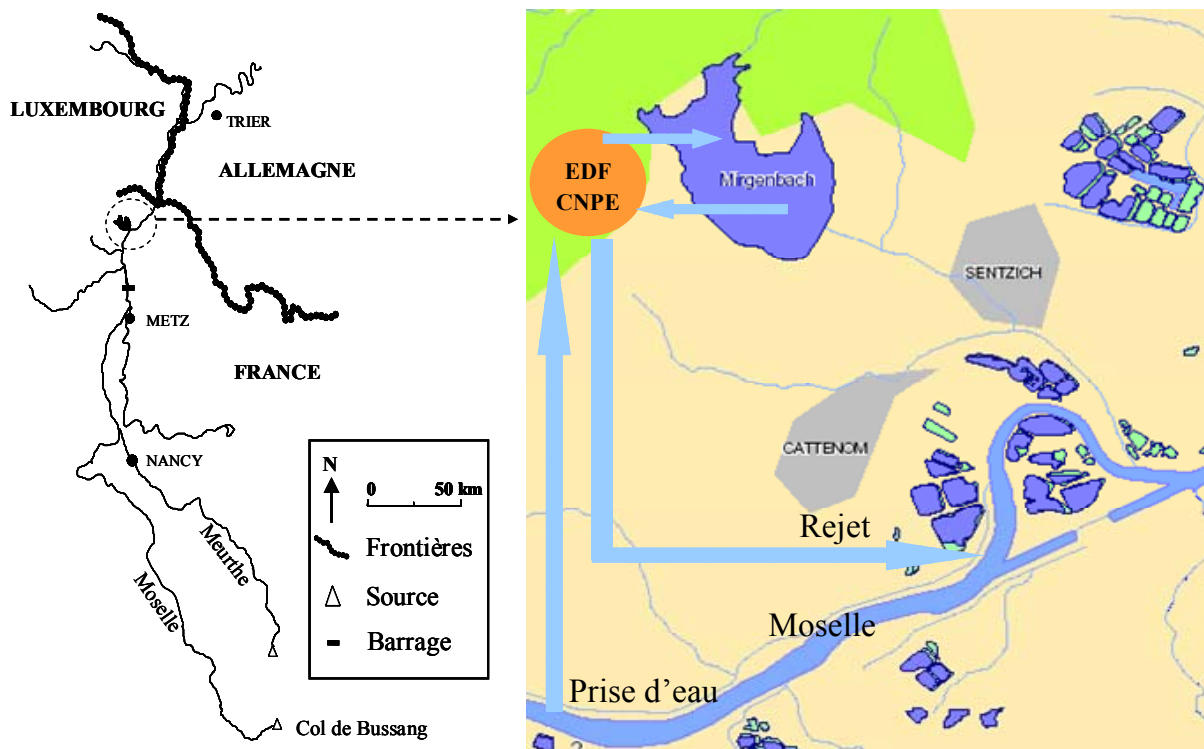 LUXEMBOURG
TRIER
ALLEMAGNE
METZ
FRANCE
NANCY
Meurthe
Moselle
Col de Bussang
N
0 50 km
Frontières
Source
Barrage
EDF
CNPE
Mirgenbach
SENTZICH
CATTENOM
Rejet
Moselle
Prise d'eau